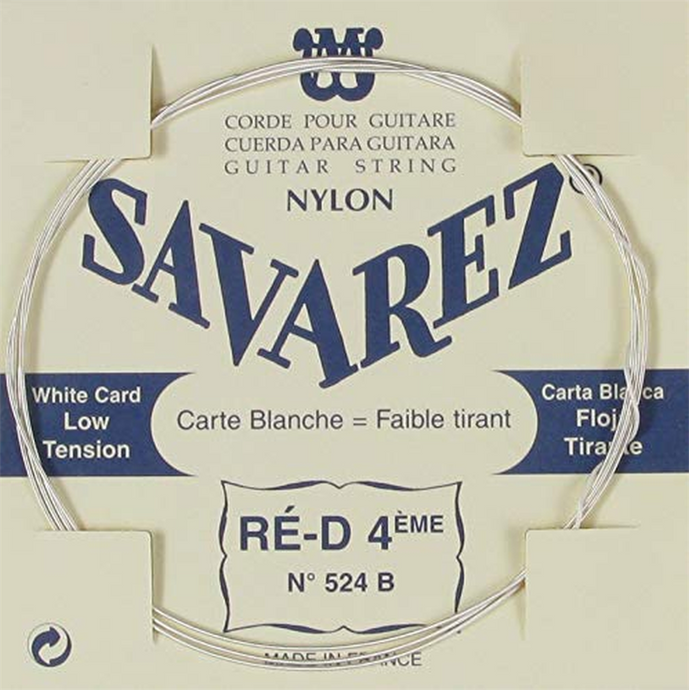 CORDE POUR GUITARE
CUERDA PARA GUITARA
GUITAR STRING
NYLON
SAVAREZ®
White Card
Low
Tension
Carte Blanche = Faible tirant
Carta Blanca
Floja
Tirante
RÉ-D 4ÈME
N° 524 B
MADE IN FRANCE